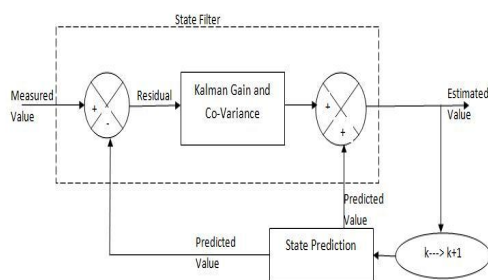 State Filter
Measured
Value
+
-
Residual
Kalman Gain and
Co-Variance
+
+
Estimated
Value
Predicted
Value
Predicted
Value
State Prediction
k---> k+1